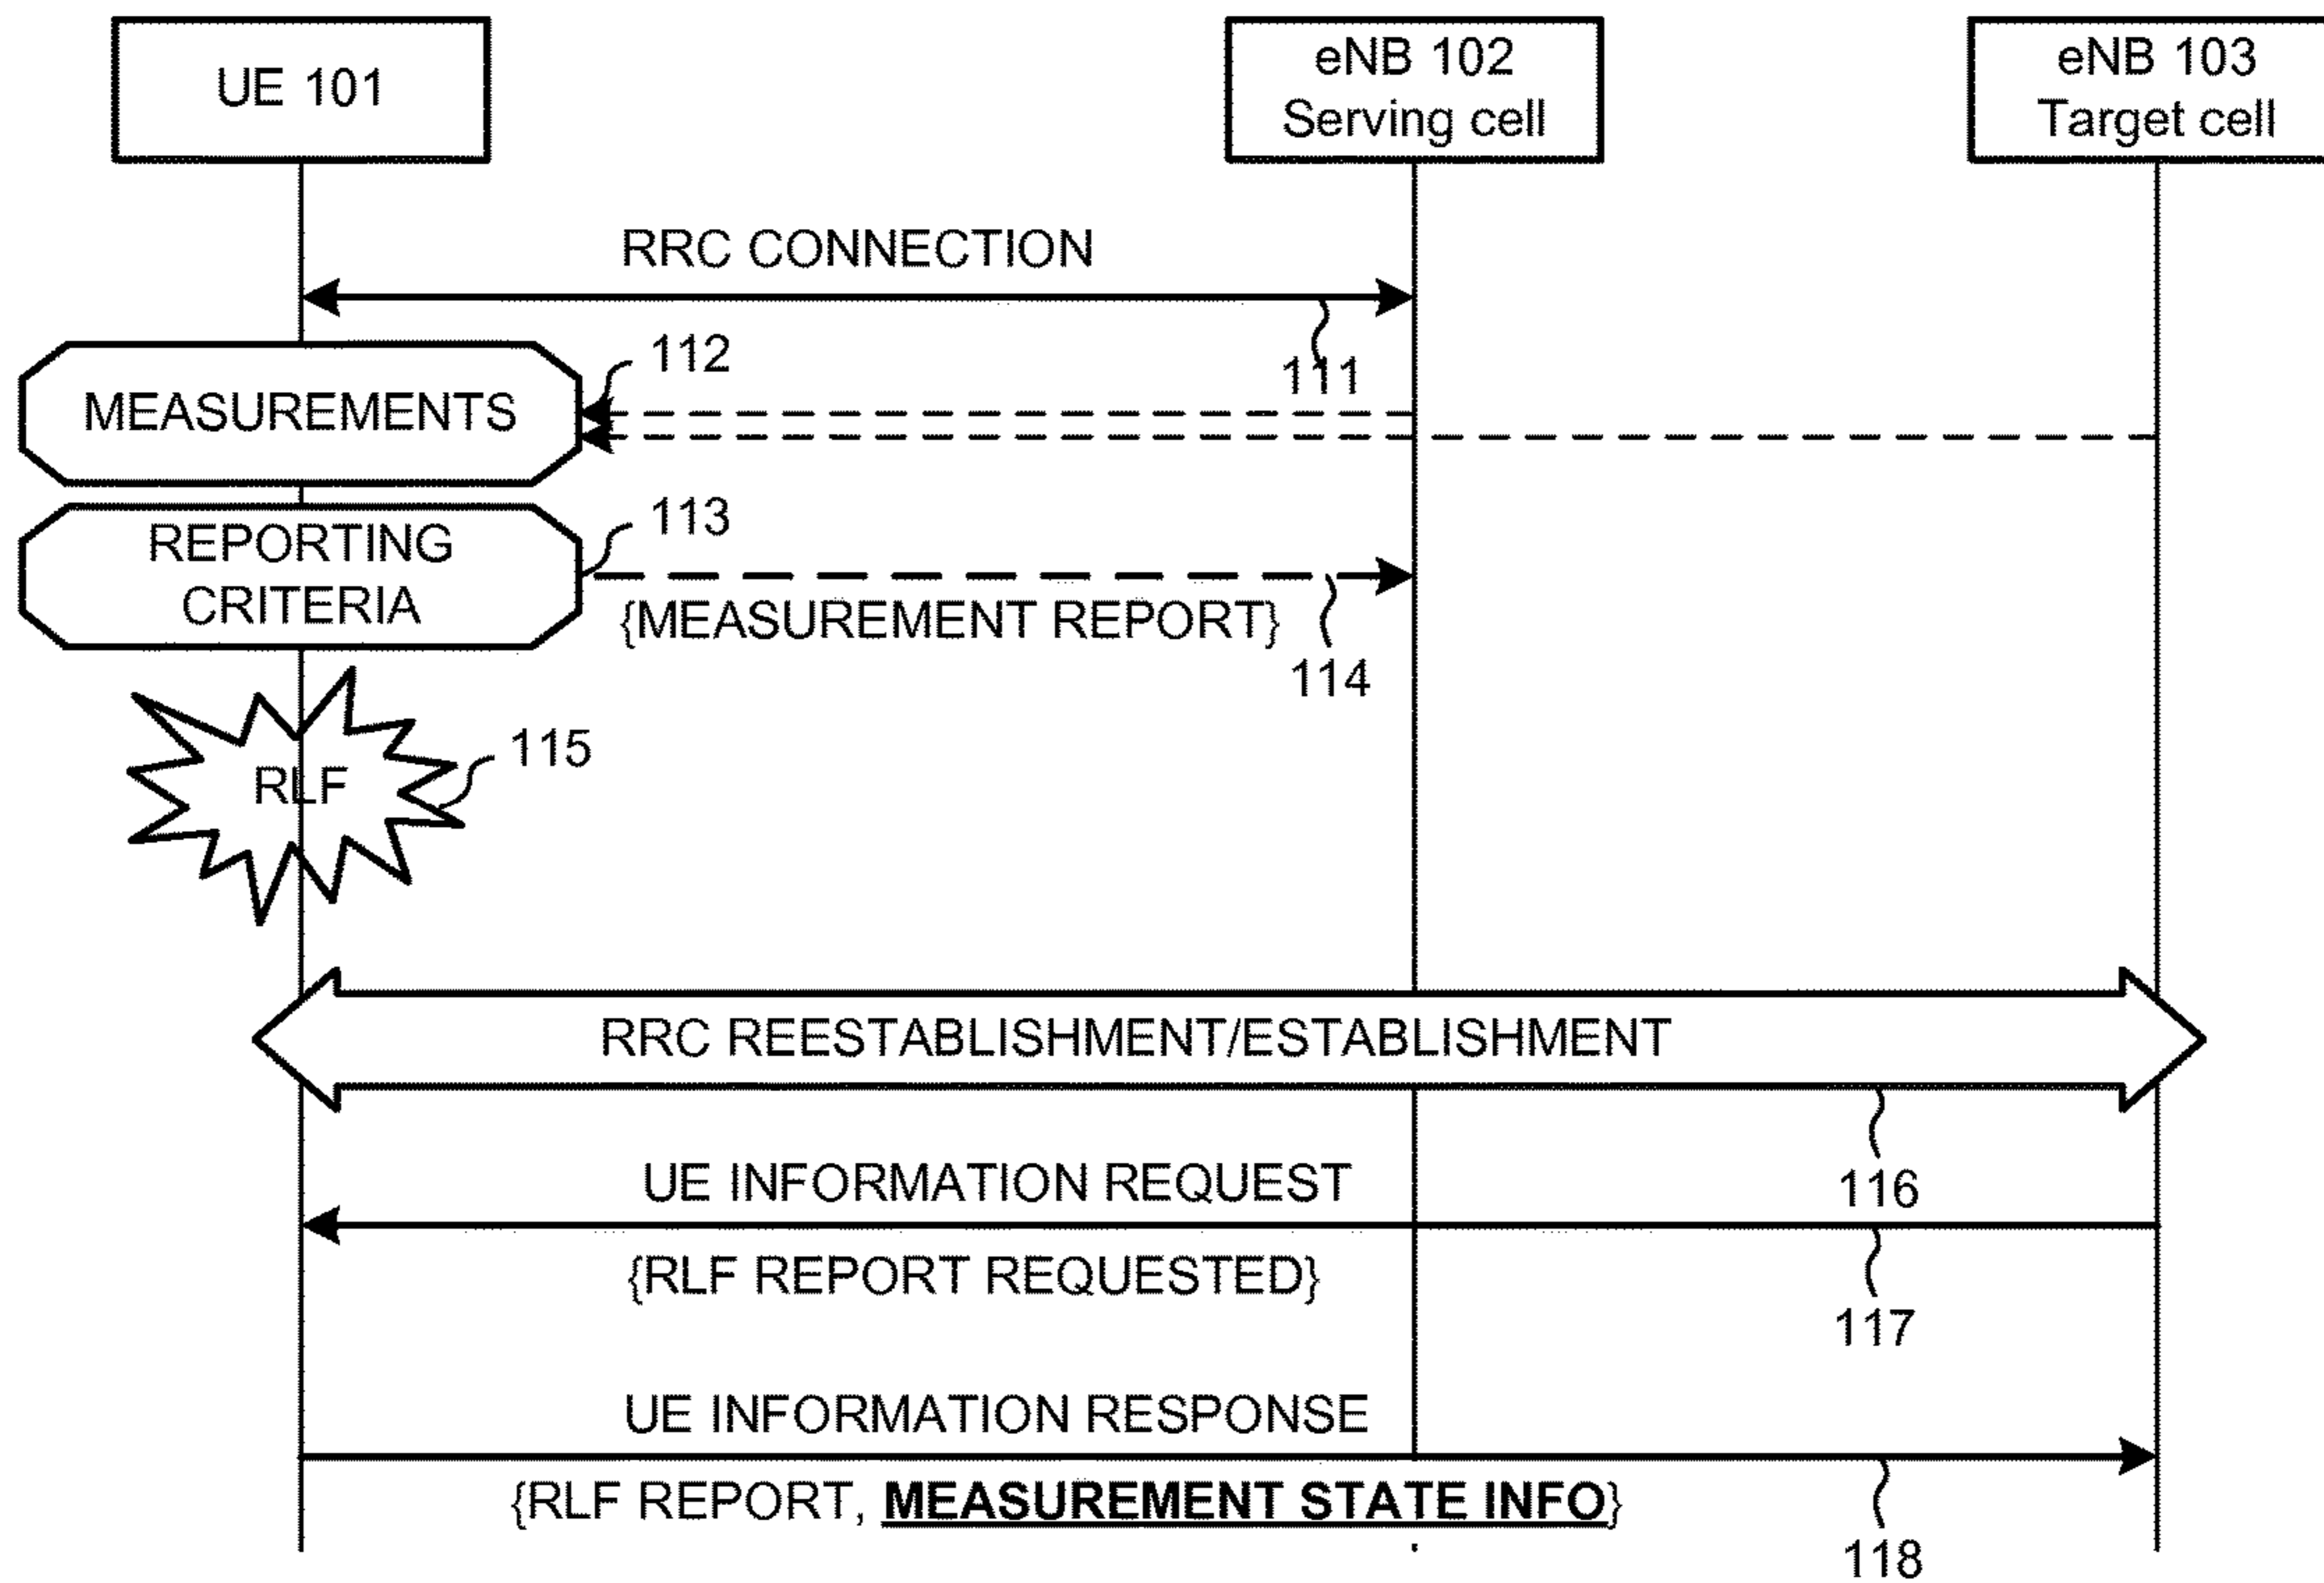 UE 101
eNB 102
Serving cell
eNB 103
Target cell
RRC CONNECTION
111
112
MEASUREMENTS
113
REPORTING
CRITERIA
{MEASUREMENT REPORT}
114
115
RLF
RRC REESTABLISHMENT/ESTABLISHMENT
116
UE INFORMATION REQUEST
{RLF REPORT REQUESTED}
117
UE INFORMATION RESPONSE
{RLF REPORT, MEASUREMENT STATE INFO}
118